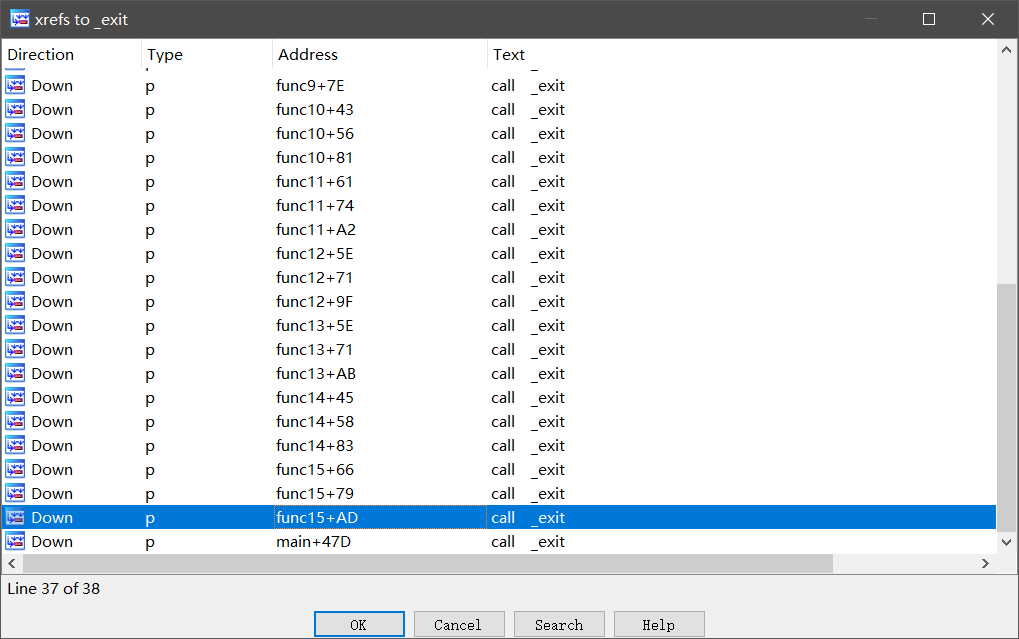 xrefs to _exit
Direction Type Address Text
Down p func9+7E call _exit
Down p func10+43 call _exit
Down p func10+56 call _exit
Down p func10+81 call _exit
Down p func11+61 call _exit
Down p func11+74 call _exit
Down p func11+A2 call _exit
Down p func12+5E call _exit
Down p func12+71 call _exit
Down p func12+9F call _exit
Down p func13+5E call _exit
Down p func13+71 call _exit
Down p func13+AB call _exit
Down p func14+45 call _exit
Down p func14+58 call _exit
Down p func14+83 call _exit
Down p func15+66 call _exit
Down p func15+79 call _exit
Down p func15+AD call _exit
Down p main+47D call _exit
Line 37 of 38
OK Cancel Search Help